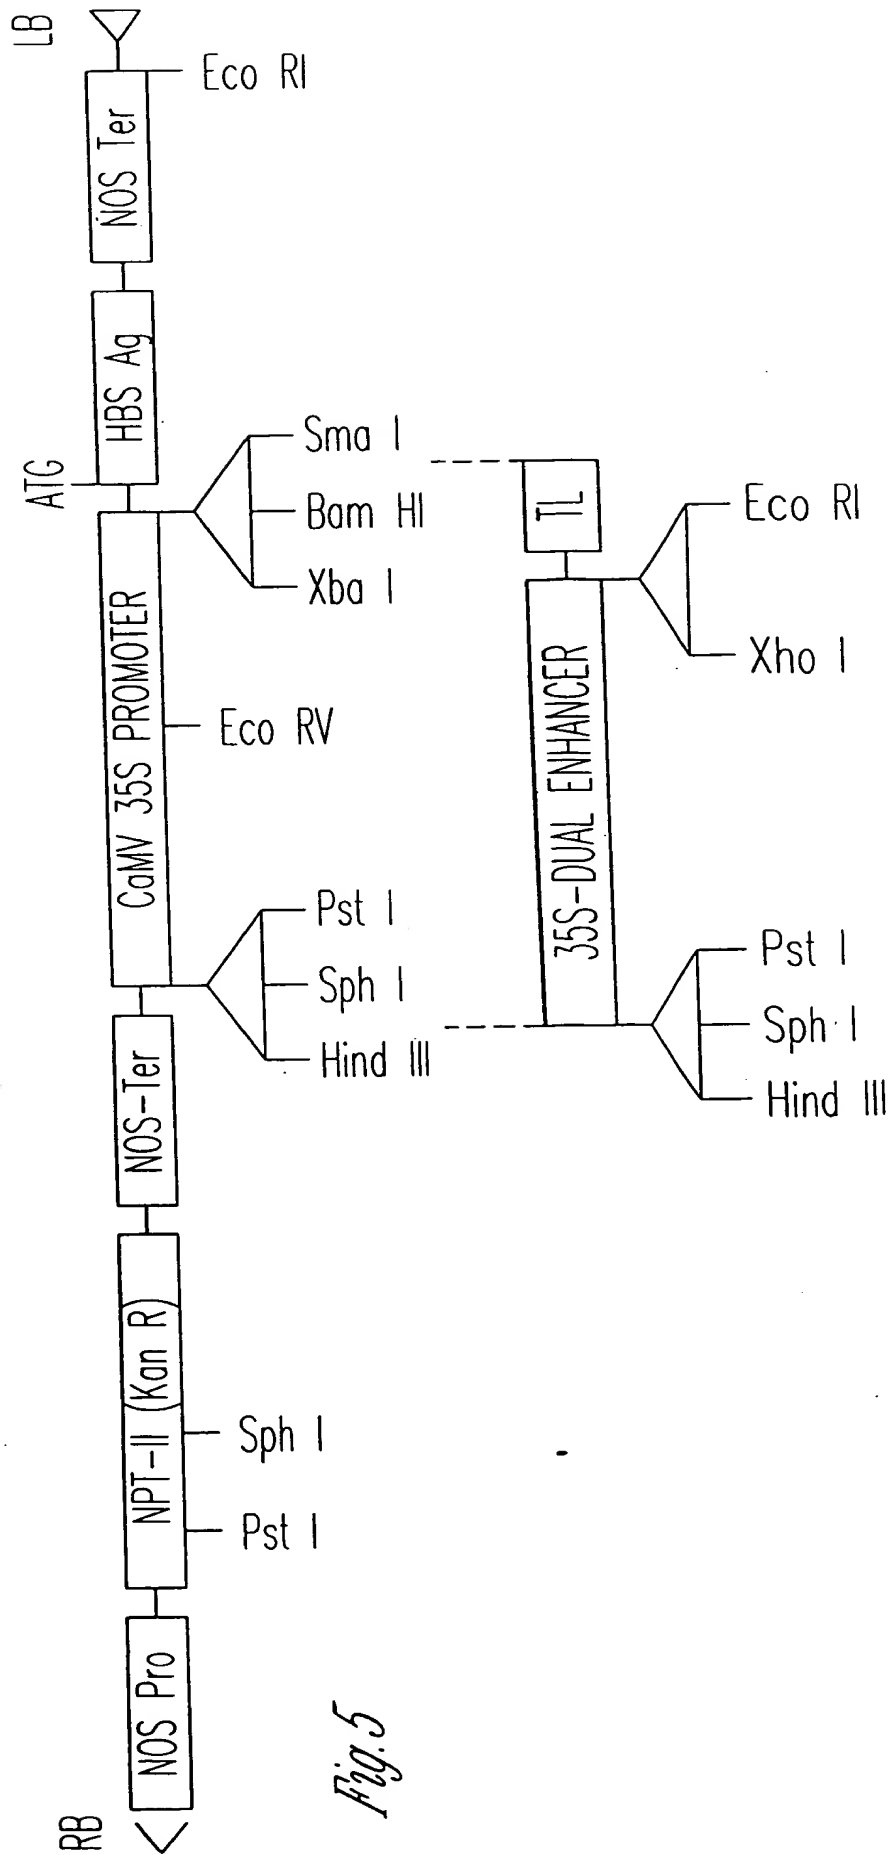 RB
NOS Pro
NPT-II (Kan R)
Pst I
Sph I
NOS-Ter
Hind III
Sph I
Pst I
CaMV 35S PROMOTER
Eco RV
Xba I
Bam HI
Sma I
ATG
HBS Ag
NOS Ter
Eco RI
LB
35S-DUAL ENHANCER
Hind III
Sph I
Pst I
Xho I
Eco RI
TL
Fig. 5